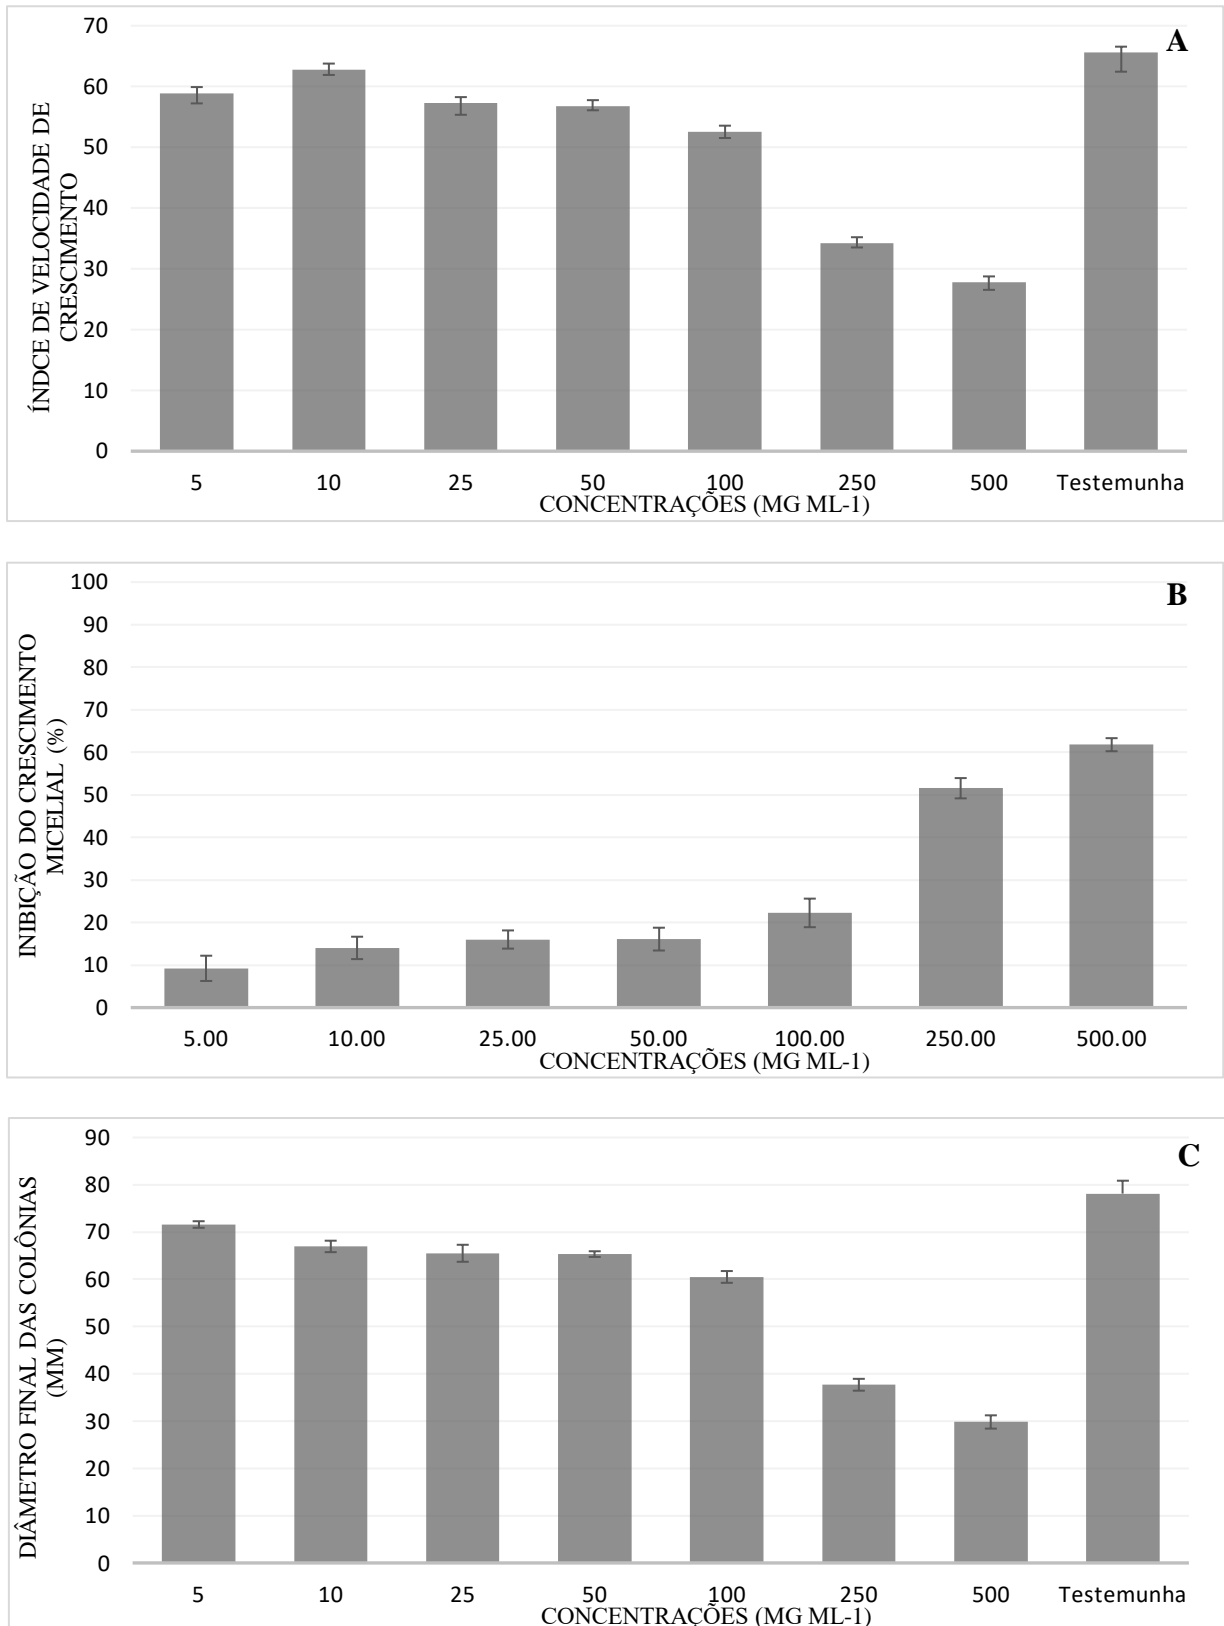 A
70
60
50
40
30
20
10
0
ÍNDCE DE VELOCIDADE DE
CRESCIMENTO
5 10 25 50 100 250 500 Testemunha
CONCENTRAÇÕES (MG ML-1)
B
100
90
80
70
60
50
40
30
20
10
0
INIBIÇÃO DO CRESCIMENTO
MICELIAL (%)
5.00 10.00 25.00 50.00 100.00 250.00 500.00
CONCENTRAÇÕES (MG ML-1)
C
90
80
70
60
50
40
30
20
10
0
DIÂMETRO FINAL DAS COLÔNIAS
(MM)
5 10 25 50 100 250 500 Testemunha
CONCENTRAÇÕES (MG ML-1)